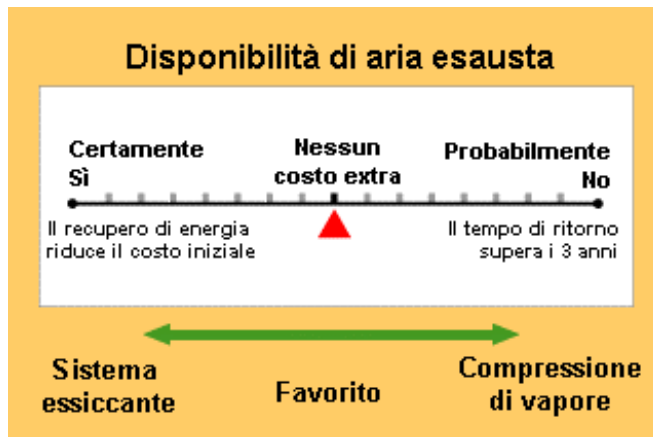 Disponibilità di aria esausta
Certamente
Sì
Nessun
costo extra
Probabilmente
No
Il recupero di energia
riduce il costo iniziale
Il tempo di ritorno
supera i 3 anni
Sistema
essiccante
Favorito
Compressione
di vapore